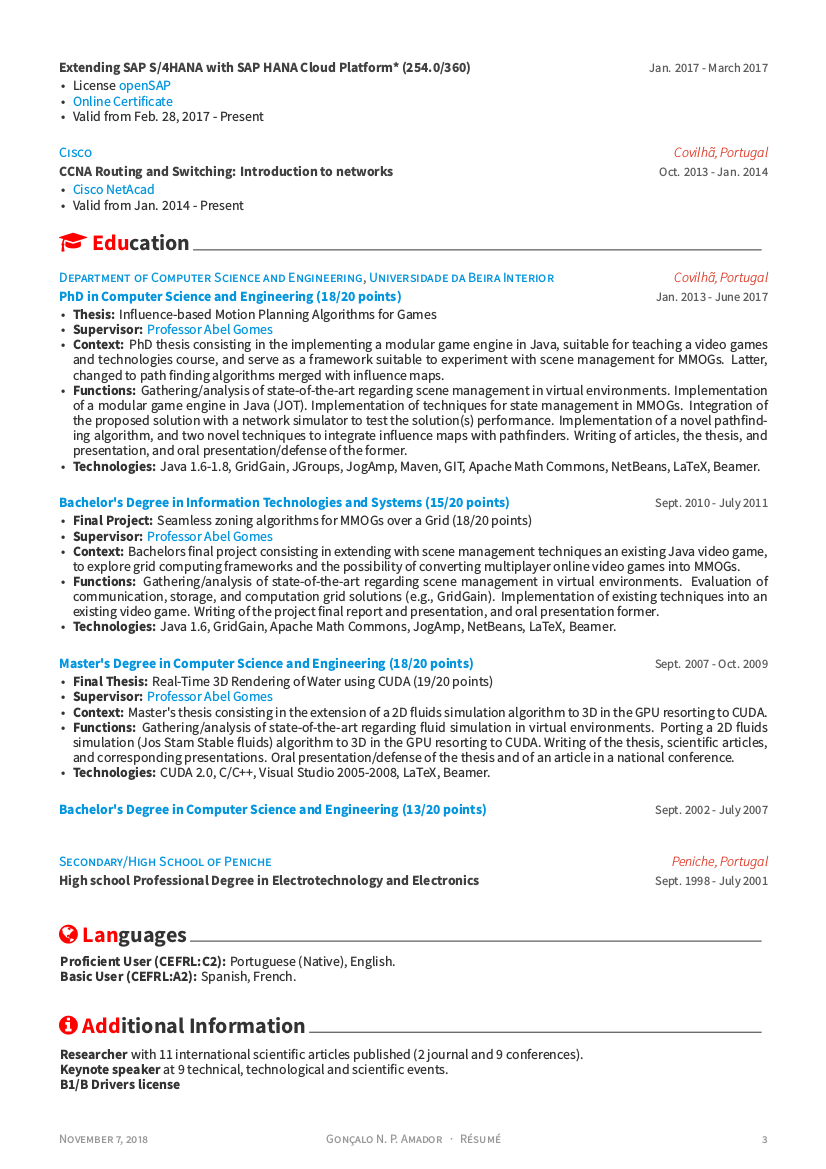 Extending SAP S/4HANA with SAP HANA Cloud Platform* (254.0/360) Jan. 2017 - March 2017
• License openSAP
• Online Certificate
• Valid from Feb. 28, 2017 - Present
Cisco Covilhã, Portugal
CCNA Routing and Switching: Introduction to networks Oct. 2013 - Jan. 2014
• Cisco NetAcad
• Valid from Jan. 2014 - Present
Education
Department of Computer Science and Engineering, Universidade da Beira Interior Covilhã, Portugal
PhD in Computer Science and Engineering (18/20 points) Jan. 2013 - June 2017
• Thesis: Influence-based Motion Planning Algorithms for Games
• Supervisor: Professor Abel Gomes
• Context: PhD thesis consisting in the implementing a modular game engine in Java, suitable for teaching a video games
and technologies course, and serve as a framework suitable to experiment with scene management for MMOGs. Latter,
changed to path finding algorithms merged with influence maps.
• Functions: Gathering/analysis of state-of-the-art regarding scene management in virtual environments. Implementation
of a modular game engine in Java (JOT). Implementation of techniques for state management in MMOGs. Integration of
the proposed solution with a network simulator to test the solution(s) performance. Implementation of a novel pathfind-
ing algorithm, and two novel techniques to integrate influence maps with pathfinders. Writing of articles, the thesis, and
presentation, and oral presentation/defense of the former.
• Technologies: Java 1.6-1.8, GridGain, JGroups, JogAmp, Maven, GIT, Apache Math Commons, NetBeans, LaTeX, Beamer.
Bachelor's Degree in Information Technologies and Systems (15/20 points) Sept. 2010 - July 2011
• Final Project: Seamless zoning algorithms for MMOGs over a Grid (18/20 points)
• Supervisor: Professor Abel Gomes
• Context: Bachelors final project consisting in extending with scene management techniques an existing Java video game,
to explore grid computing frameworks and the possibility of converting multiplayer online video games into MMOGs.
• Functions: Gathering/analysis of state-of-the-art regarding scene management in virtual environments. Evaluation of
communication, storage, and computation grid solutions (e.g., GridGain). Implementation of existing techniques into an
existing video game. Writing of the project final report and presentation, and oral presentation former.
• Technologies: Java 1.6, GridGain, Apache Math Commons, JogAmp, NetBeans, LaTeX, Beamer.
Master's Degree in Computer Science and Engineering (18/20 points) Sept. 2007 - Oct. 2009
• Final Thesis: Real-Time 3D Rendering of Water using CUDA (19/20 points)
• Supervisor: Professor Abel Gomes
• Context: Master's thesis consisting in the extension of a 2D fluids simulation algorithm to 3D in the GPU resorting to CUDA.
• Functions: Gathering/analysis of state-of-the-art regarding fluid simulation in virtual environments. Porting a 2D fluids
simulation (Jos Stam Stable fluids) algorithm to 3D in the GPU resorting to CUDA. Writing of the thesis, scientific articles,
and corresponding presentations. Oral presentation/defense of the thesis and of an article in a national conference.
• Technologies: CUDA 2.0, C/C++, Visual Studio 2005-2008, LaTeX, Beamer.
Bachelor's Degree in Computer Science and Engineering (13/20 points) Sept. 2002 - July 2007
Secondary/High School of Peniche Peniche, Portugal
High school Professional Degree in Electrotechnology and Electronics Sept. 1998 - July 2001
Languages
Proficient User (CEFRL:C2): Portuguese (Native), English.
Basic User (CEFRL:A2): Spanish, French.
Additional Information
Researcher with 11 international scientific articles published (2 journal and 9 conferences).
Keynote speaker at 9 technical, technological and scientific events.
B1/B Drivers license
November 7, 2018 Gonçalo N. P. Amador · Résumé 3